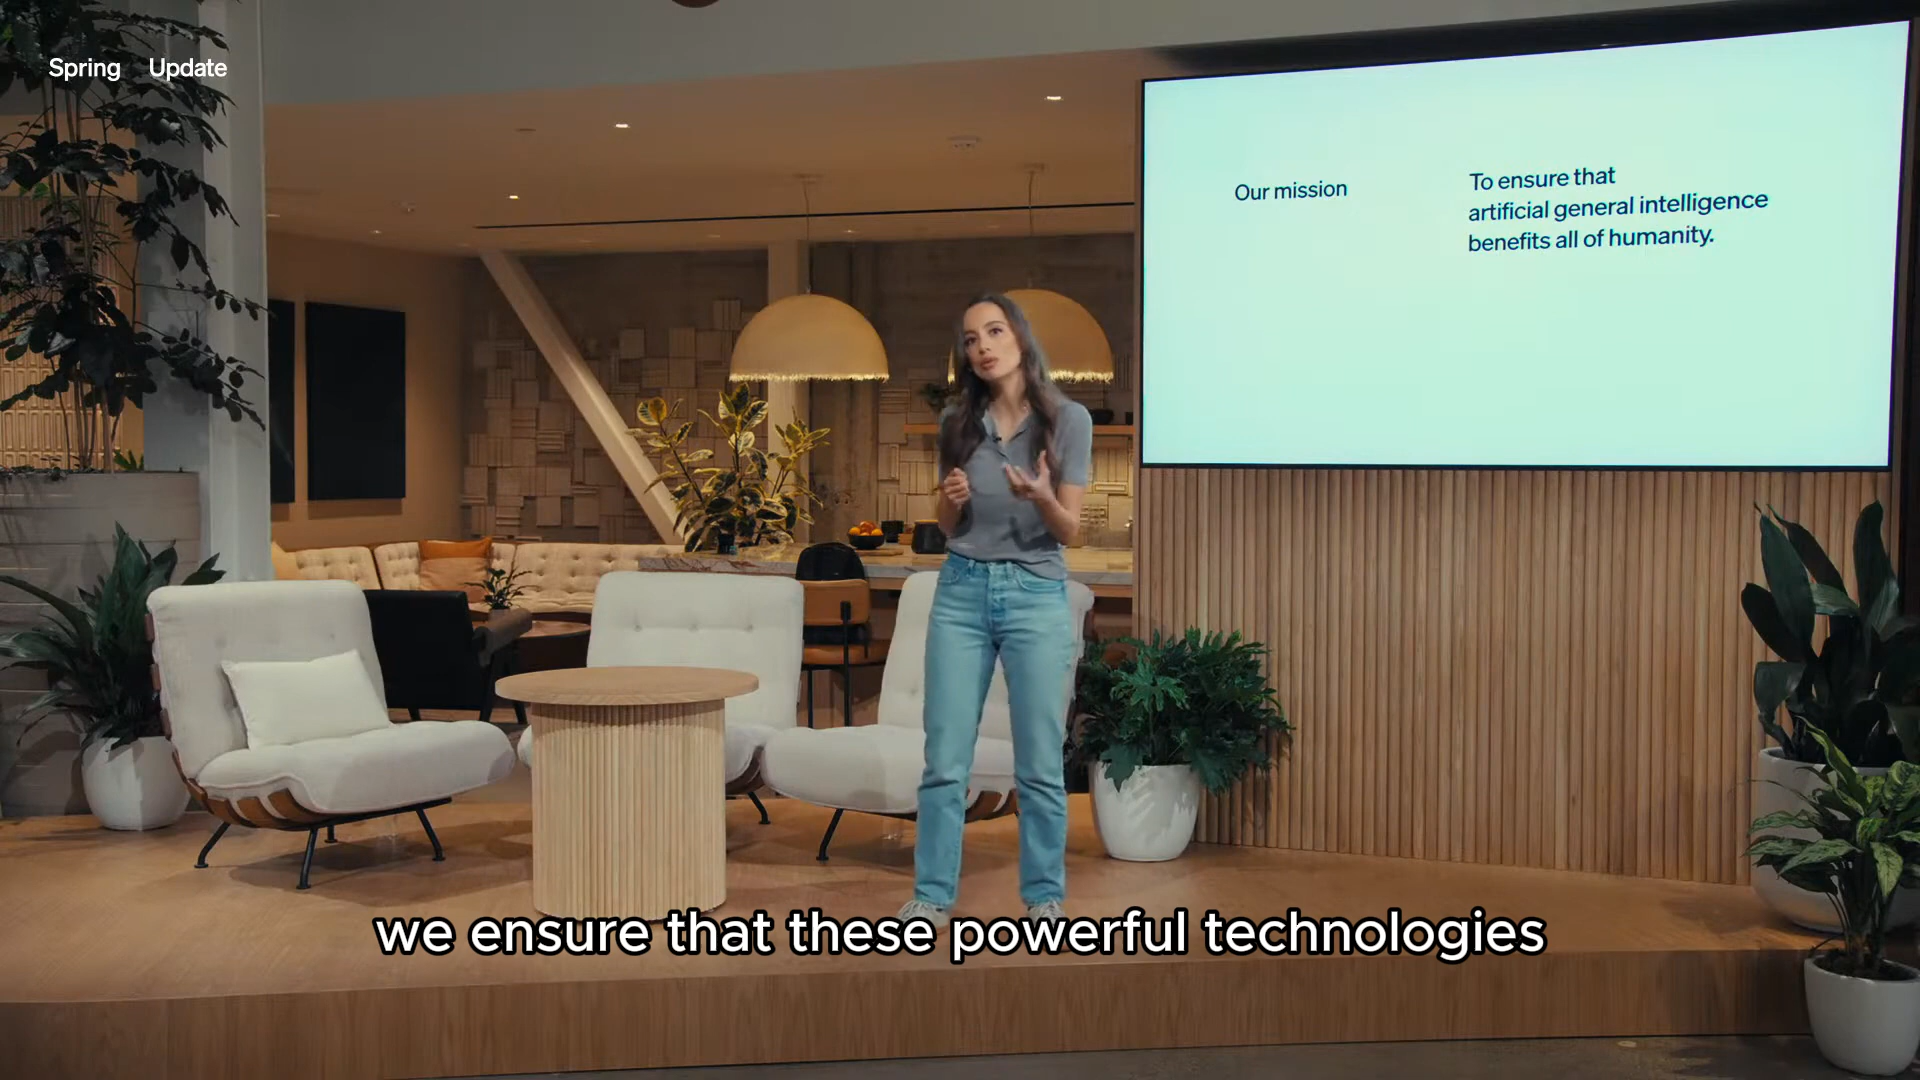 Spring Update
Our mission
To ensure that
artificial general intelligence
benefits all of humanity.
we ensure that these powerful technologies